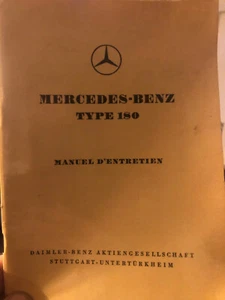 MERCEDES-BENZ
TYPE 180
MANUEL D'ENTRETIEN
DAIMLER-BENZ AKTIENGESELLSCHAFT
STUTTGART-UNTERTÜRKHEIM